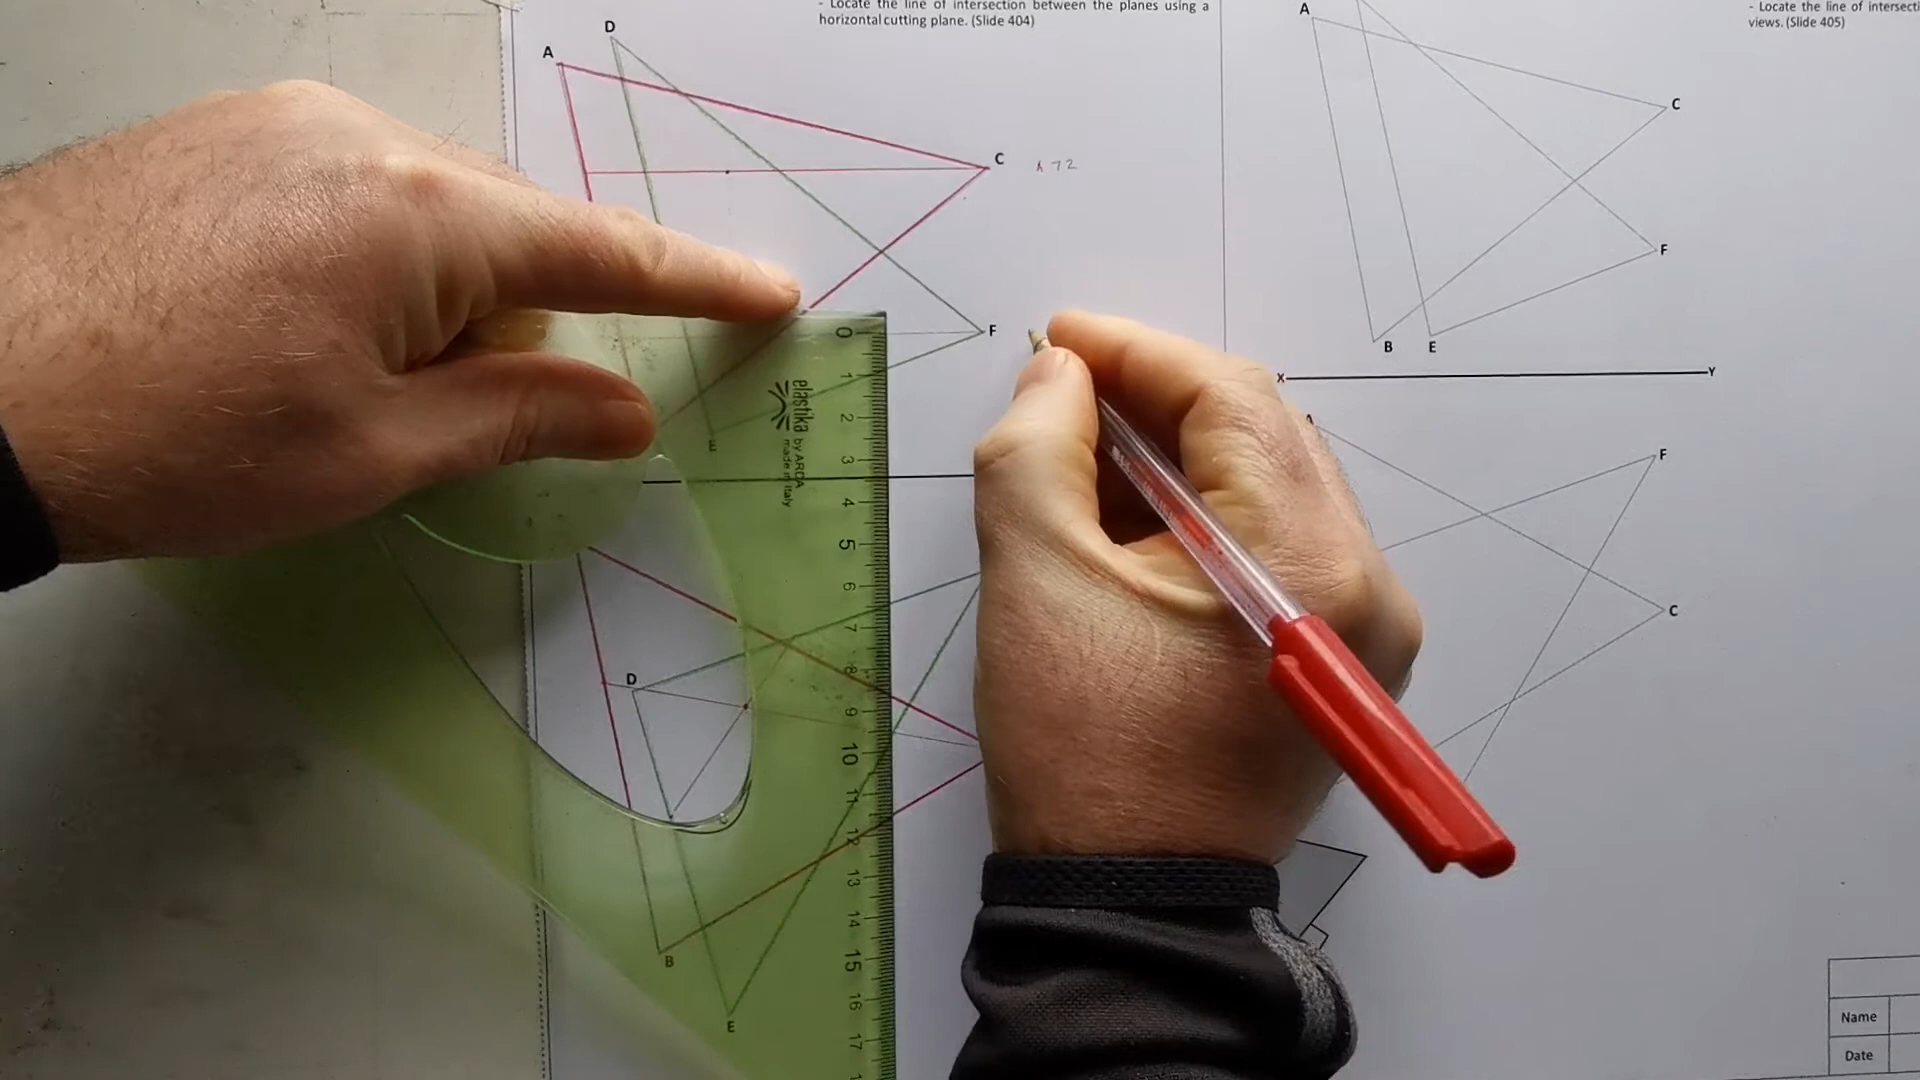 - Locate the line of intersection between the planes using a
horizontal cutting plane. (Slide 404)
- Locate the line of intersecti
views. (Slide 405)
A
D
C
F
E
D
B
E
0
1
2
3
4
5
6
7
8
9
10
11
12
13
14
15
16
17
elastika
by ARDA
made in Italy
A
C
F
B
E
X
Y
A
F
C
Name
Date